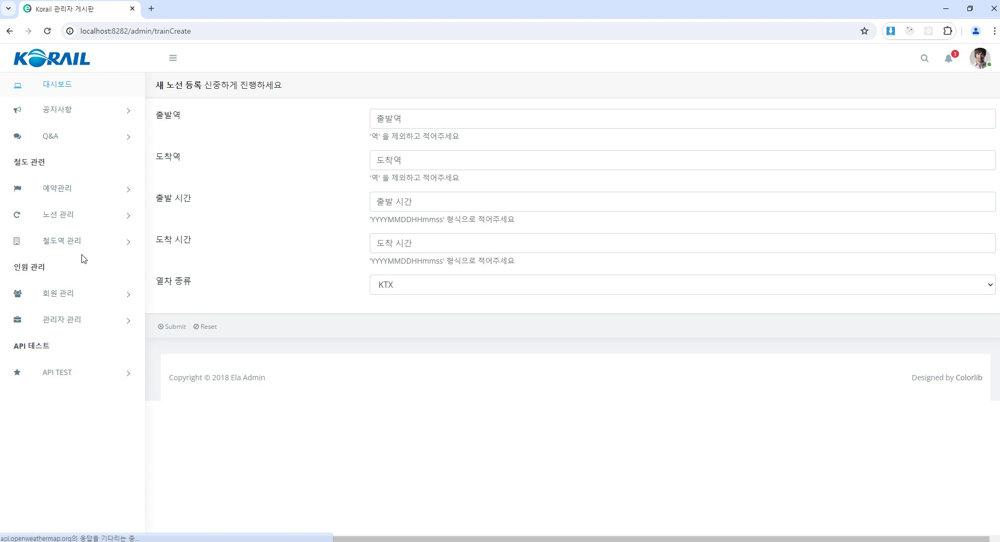 Korail 관리자 게시판
localhost:8282/admin/trainCreate
KORAIL
1
대시보드
공지사항
Q&A
철도 관련
예약관리
노선 관리
철도역 관리
인원 관리
회원 관리
관리자 관리
API 테스트
API TEST
새 노선 등록 신중하게 진행하세요
출발역
출발역
'역' 을 제외하고 적어주세요
도착역
도착역
'역' 을 제외하고 적어주세요
출발 시간
출발 시간
'YYYYMMDDHHmmss' 형식으로 적어주세요
도착 시간
도착 시간
'YYYYMMDDHHmmss' 형식으로 적어주세요
열차 종류
KTX
Submit Reset
Copyright © 2018 Ela Admin
Designed by Colorlib
api.openweathermap.org의 응답을 기다리는 중...